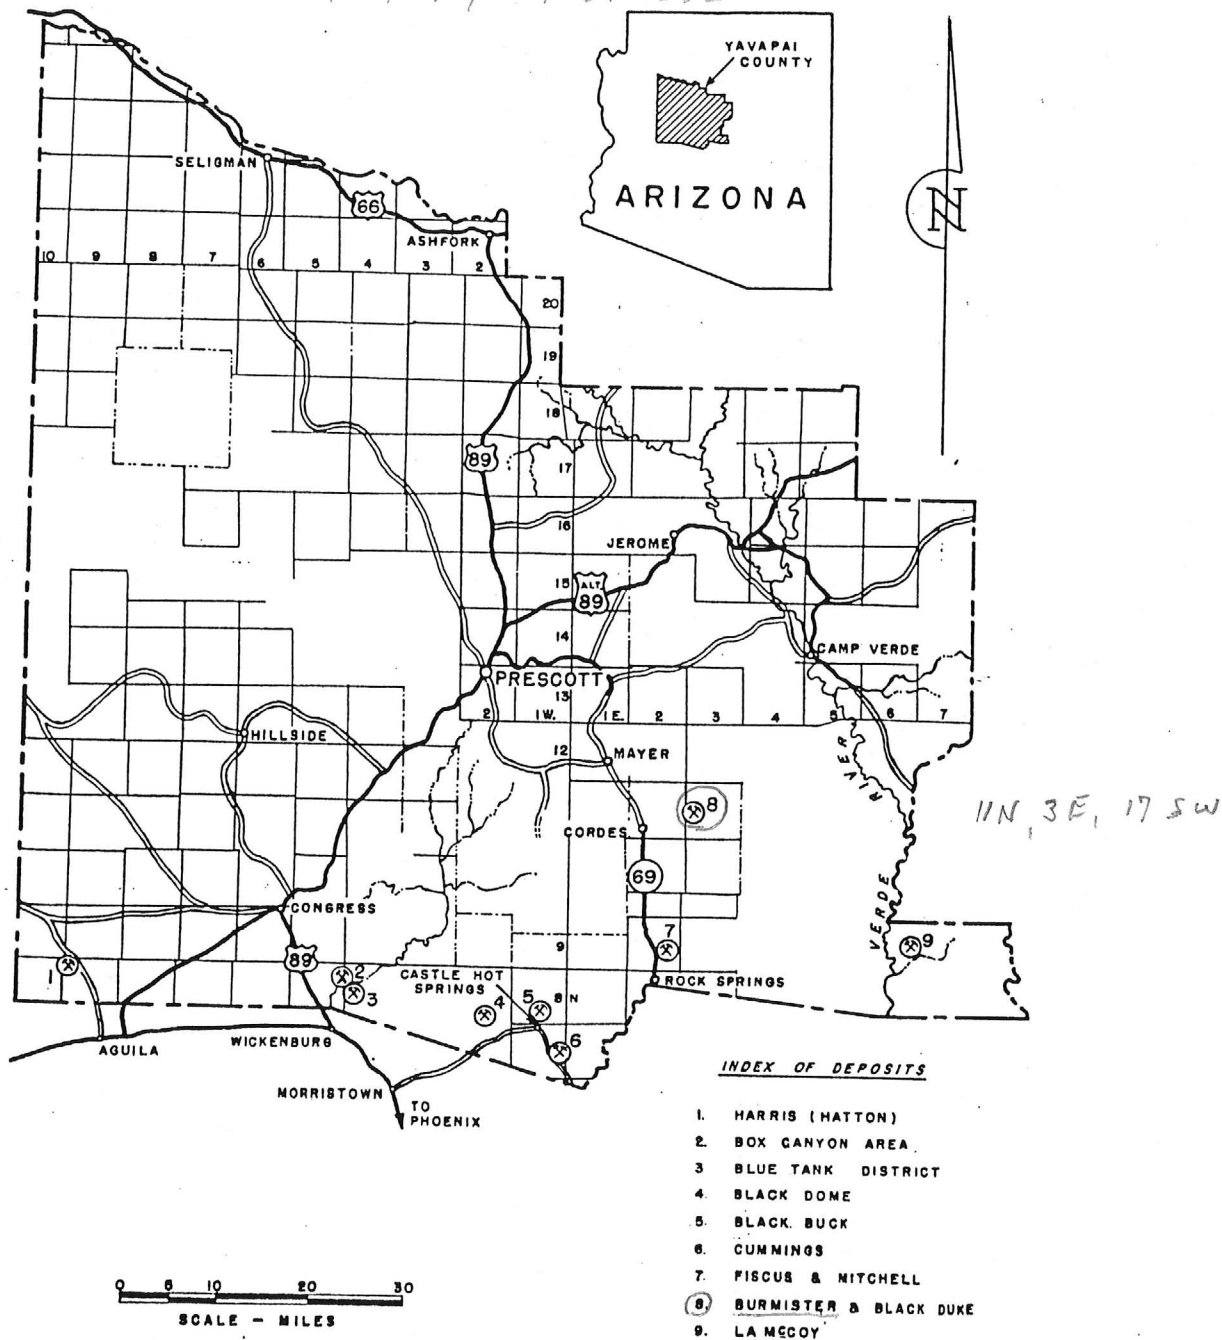 YAVAPAI
COUNTY
ARIZONA
N
SELIGMAN
66
ASHFORK
10 9 8 7 6 5 4 3 2
20
19
18
89
17
16
JEROME
15
ALT.
89
14
CAMP VERDE
PRESCOTT
13
2 1 W. 1 E. 2 3 4 5 6 7
HILLSIDE
12
MAYER
RIVER
8
11N, 3E, 17 SW
CORDES
69
VERDE
CONGRESS
9
7
9
89
1
2
CASTLE HOT
SPRINGS
ROCK SPRINGS
3
4
5
8 N
6
AGUILA
WICKENBURG
MORRISTOWN
TO
PHOENIX
INDEX OF DEPOSITS
1. HARRIS (HATTON)
2. BOX CANYON AREA.
3 BLUE TANK DISTRICT
4. BLACK DOME
5. BLACK BUCK
6. CUMMINGS
7. FISCUS & MITCHELL
8. BURMISTER & BLACK DUKE
9. LA MCCOY
0 5 10 20 30
SCALE – MILES